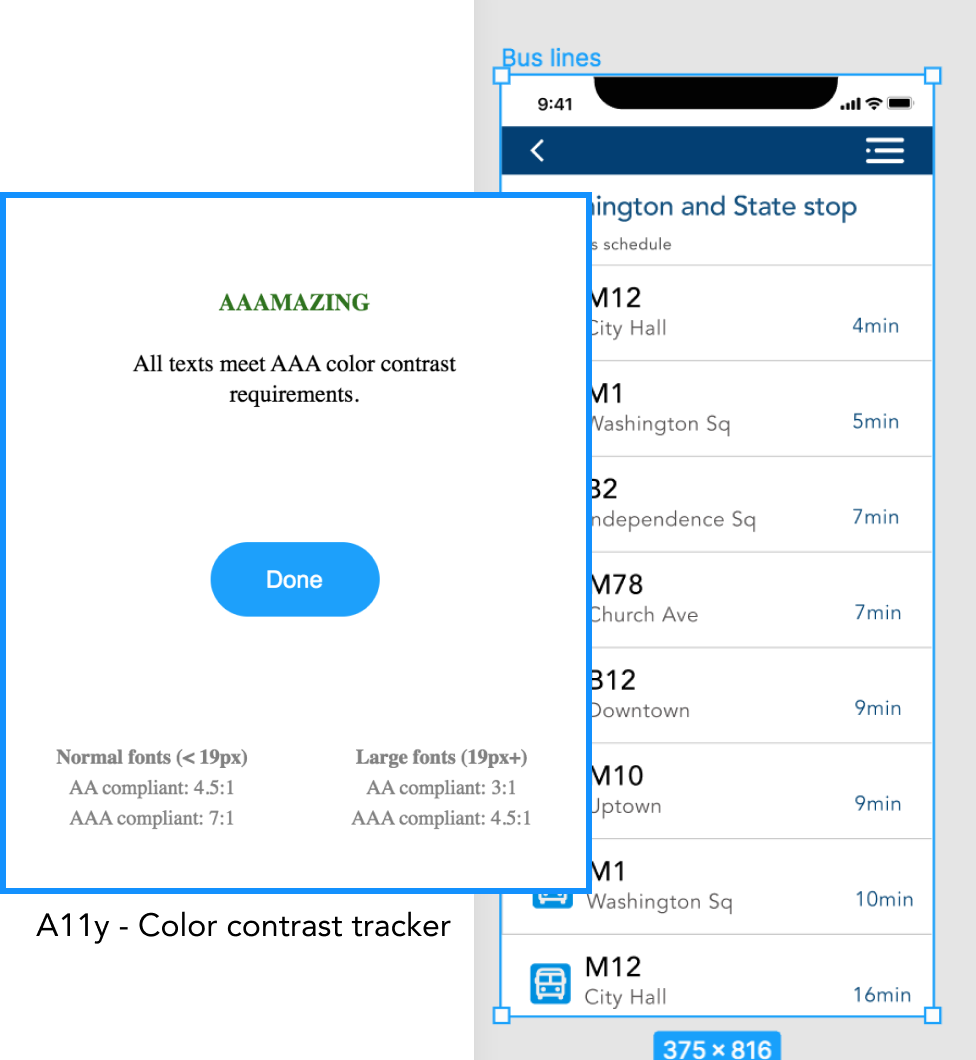 Bus lines
9:41
ington and State stop
s schedule
M12
City Hall
4min
M1
Washington Sq
5min
B2
ndependence Sq
7min
M78
Church Ave
7min
B12
Downtown
9min
M10
Uptown
9min
M1
Washington Sq
10min
M12
City Hall
16min
375 × 816
AAAMAZING
All texts meet AAA color contrast
requirements.
Done
Normal fonts (< 19px)
AA compliant: 4.5:1
AAA compliant: 7:1
Large fonts (19px+)
AA compliant: 3:1
AAA compliant: 4.5:1
A11y - Color contrast tracker